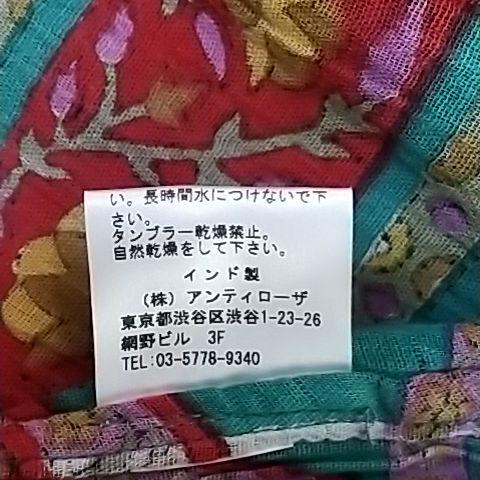 い。長時間水につけないで下
さい。
タンブラー乾燥禁止。
自然乾燥をして下さい。
インド製
（株）アンティローザ
東京都渋谷区渋谷1-23-26
網野ビル 3F
TEL:03-5778-9340